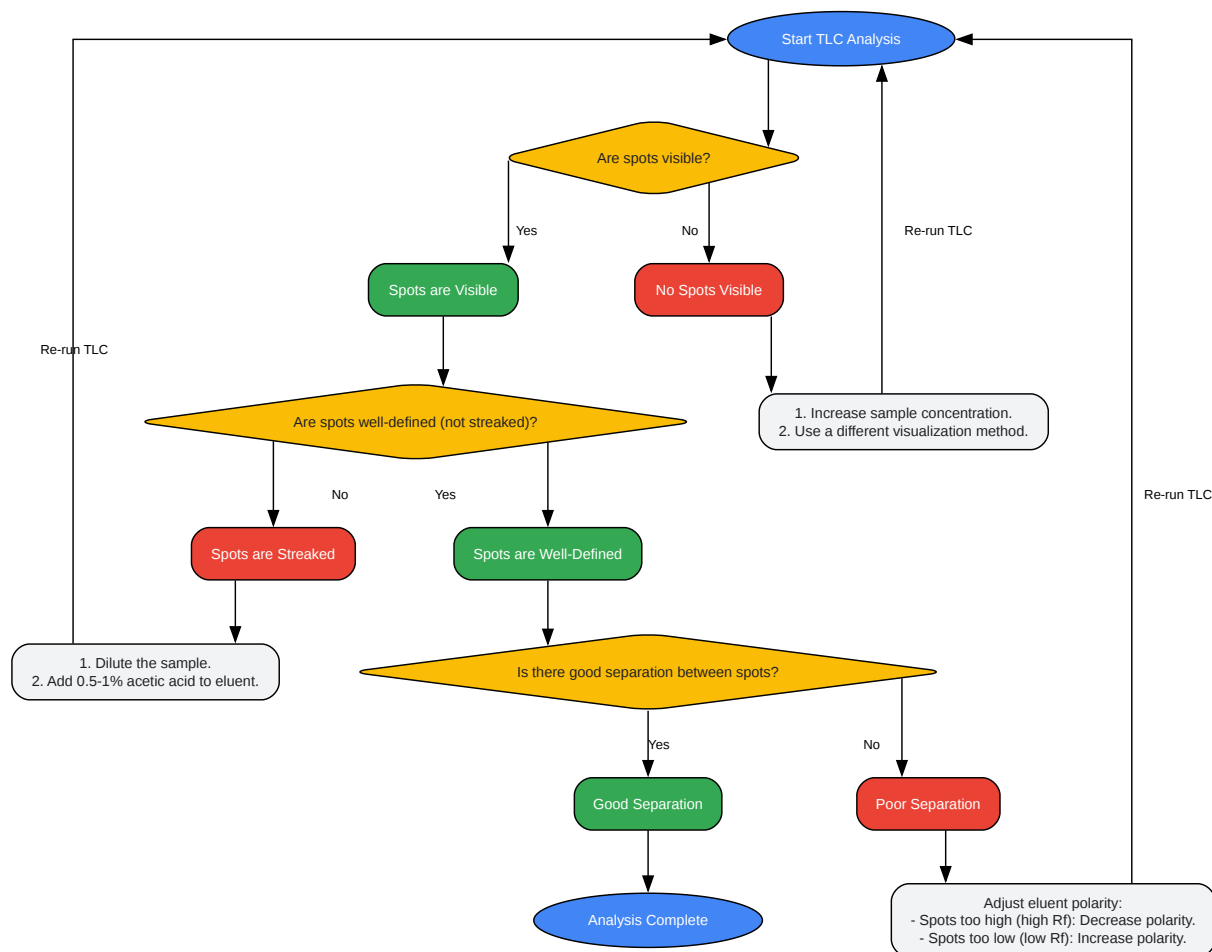 Start TLC Analysis
Are spots visible?
Yes
No
Re-run TLC
Spots are Visible
No Spots Visible
Re-run TLC
1. Increase sample concentration.
2. Use a different visualization method.
Are spots well-defined (not streaked)?
No
Yes
Re-run TLC
Spots are Streaked
Spots are Well-Defined
1. Dilute the sample.
2. Add 0.5-1% acetic acid to eluent.
Is there good separation between spots?
Yes
No
Good Separation
Poor Separation
Analysis Complete
Adjust eluent polarity:
- Spots too high (high Rf): Decrease polarity.
- Spots too low (low Rf): Increase polarity.